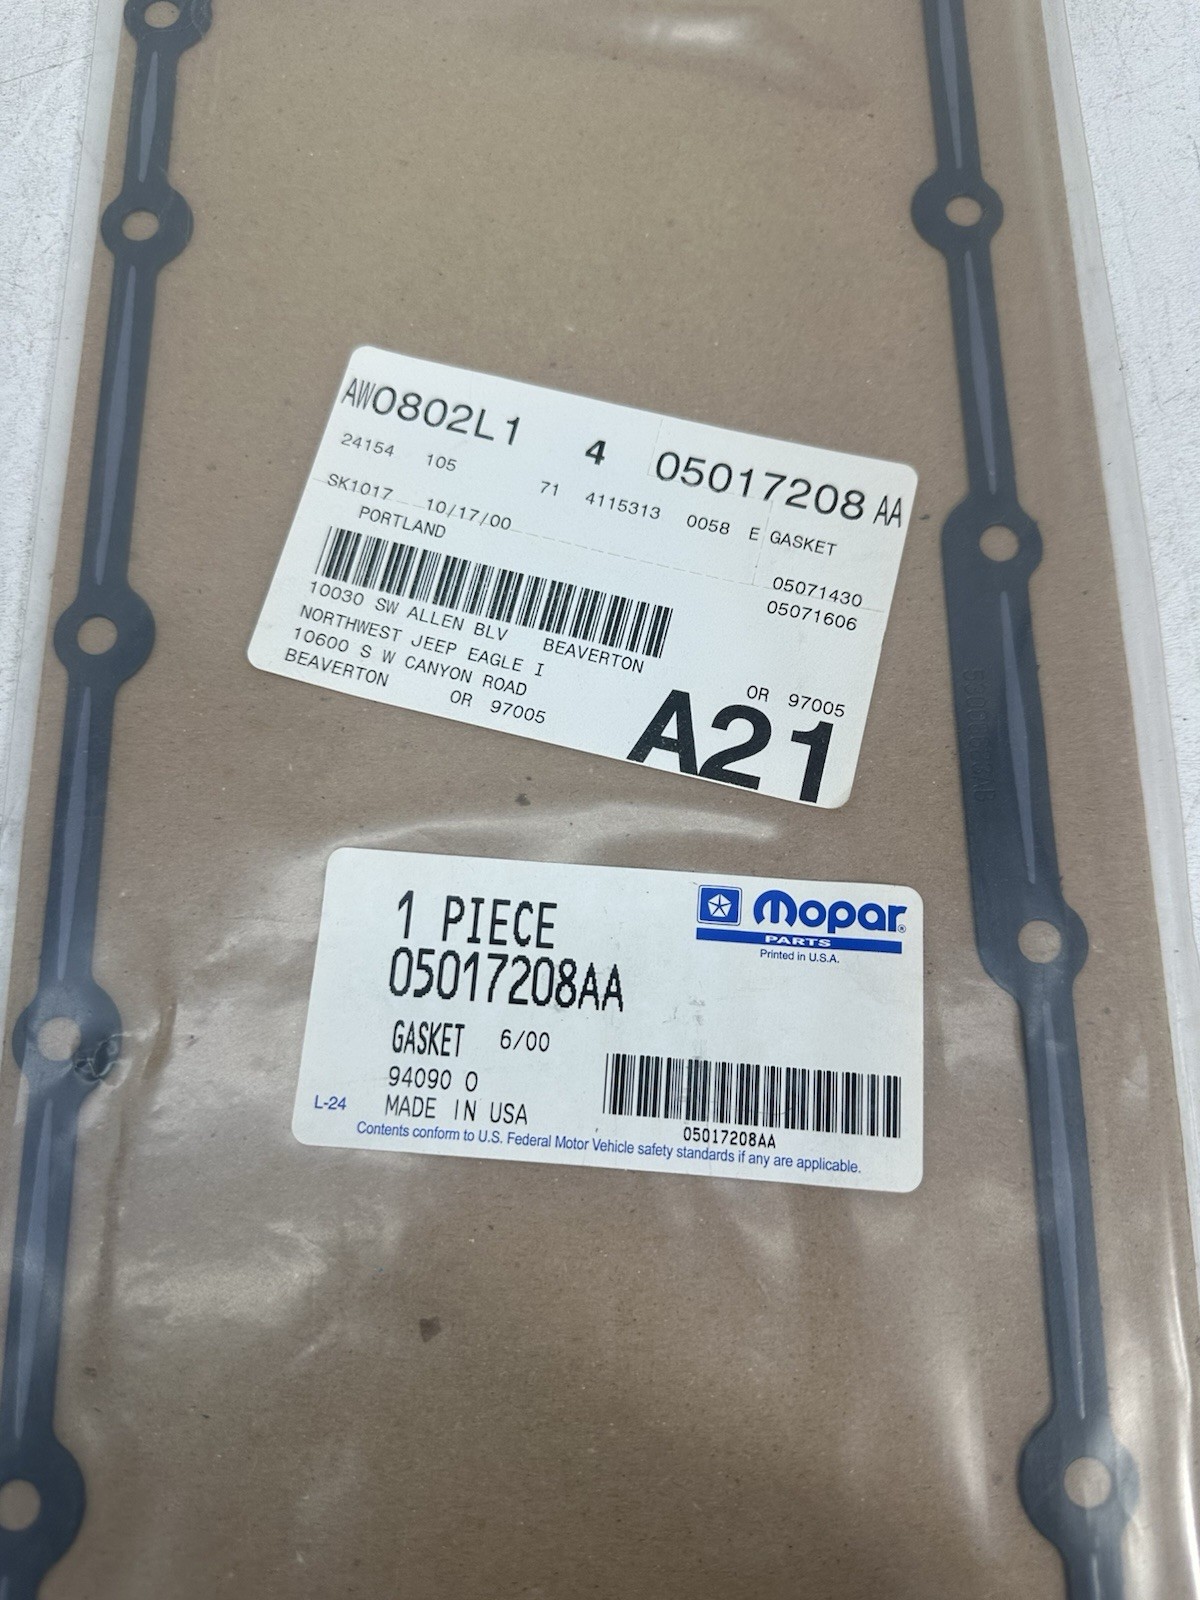 AW0802L1 4 05017208 AA
24154 105 71 4115313 0058 E GASKET
SK1017 10/17/00
PORTLAND
05071430
05071606
10030 SW ALLEN BLV BEAVERTON OR 97005
NORTHWEST JEEP EAGLE I
10600 S W CANYON ROAD
BEAVERTON OR 97005
A21
Mopar®
PARTS
Printed in U.S.A.
1 PIECE
05017208AA
GASKET 6/00
94090 0
L-24 MADE IN USA
05017208AA
Contents conform to U.S. Federal Motor Vehicle safety standards if any are applicable.